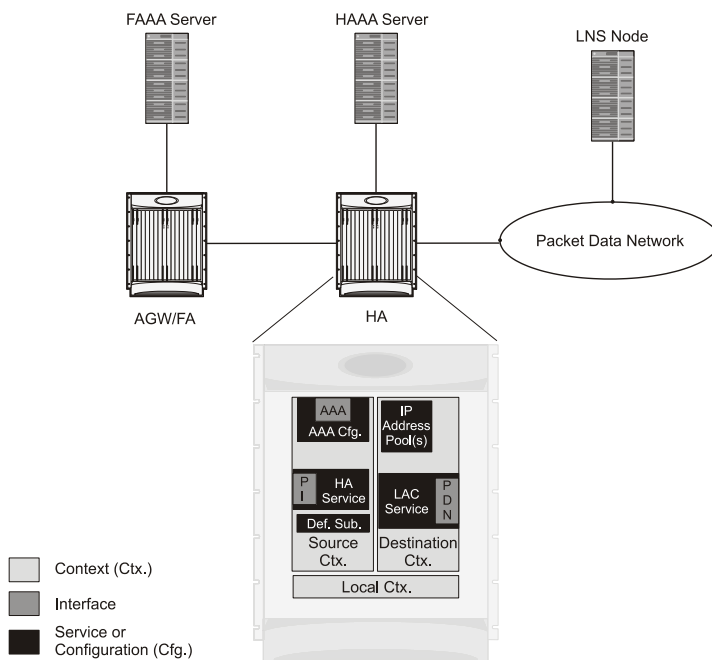 FAAA Server
HAAA Server
LNS Node
Packet Data Network
AGW/FA
HA
AAA
AAA Cfg.
IP
Address
Pool(s)
P
I
HA
Service
LAC
Service
P
D
N
Def. Sub.
Source
Ctx.
Destination
Ctx.
Local Ctx.
Context (Ctx.)
Interface
Service or
Configuration (Cfg.)